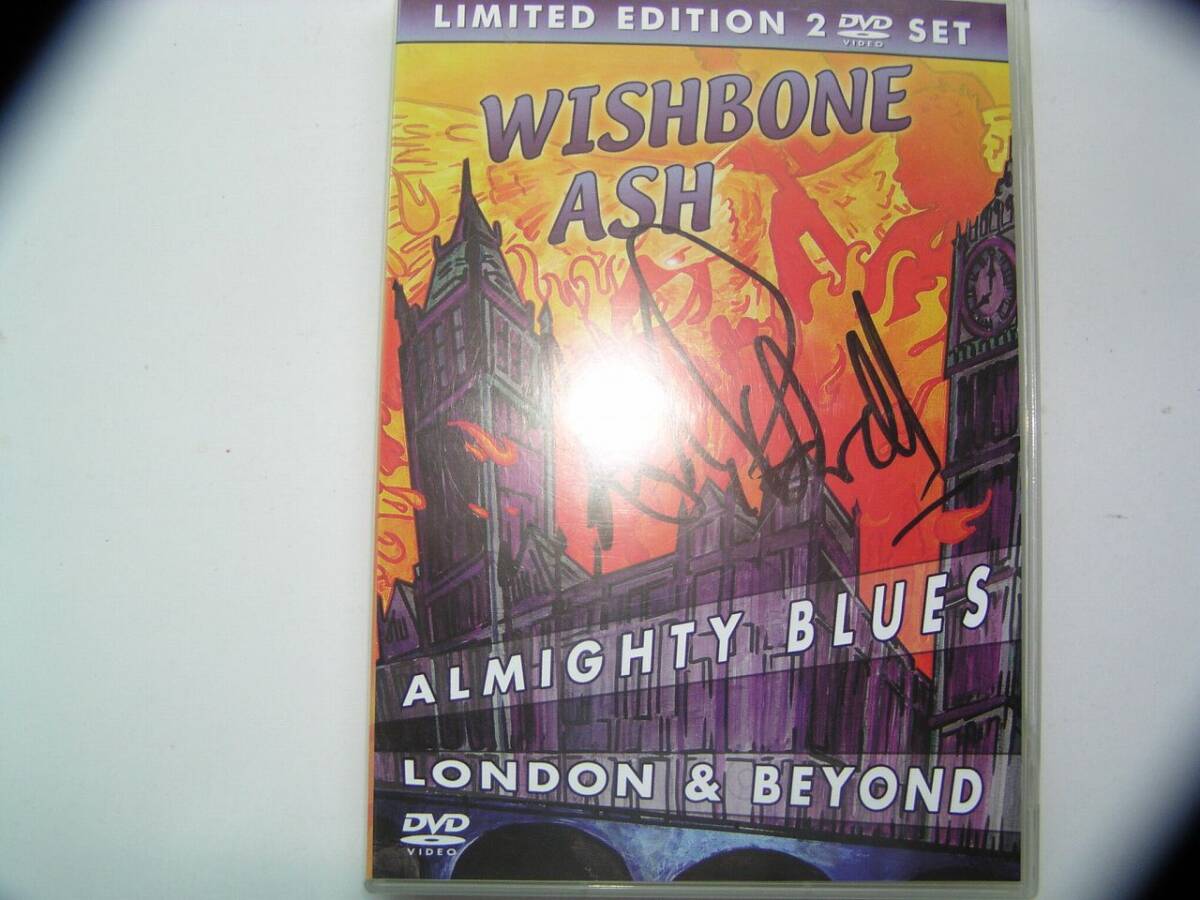 LIMITED EDITION 2 DVD VIDEO SET
WISHBONE
ASH
ALMIGHTY BLUES
LONDON & BEYOND
DVD
VIDEO